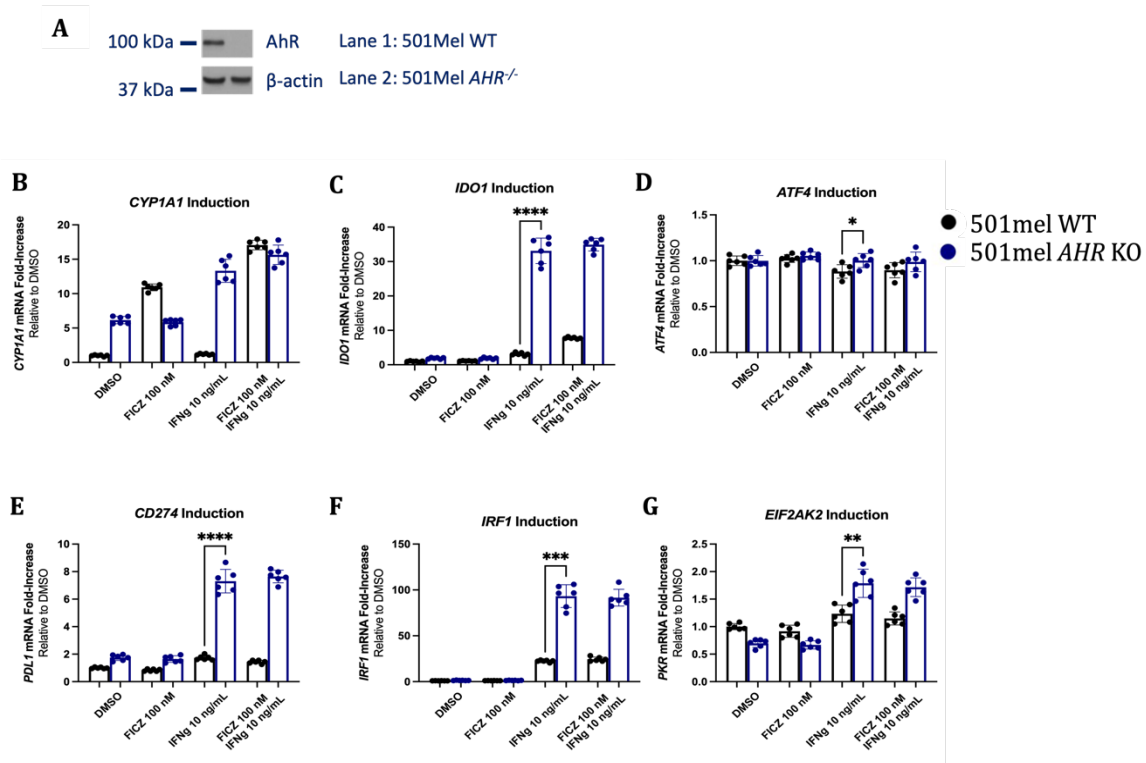 A
100 kDa
AhR
Lane 1: 501Mel WT
37 kDa
β-actin
Lane 2: 501Mel AHR-/-
B
CYP1A1 Induction
CYP1A1 mRNA Fold-Increase
Relative to DMSO
20
15
10
5
0
DMSO
FICZ 100 nM
IFNg 10 ng/mL
FICZ 100 nM
IFNg 10 ng/mL
C
IDO1 Induction
IDO1 mRNA Fold-Increase
Relative to DMSO
40
30
20
10
0
****
DMSO
FICZ 100 nM
IFNg 10 ng/mL
FICZ 100 nM
IFNg 10 ng/mL
D
ATF4 Induction
ATF4 mRNA Fold-Increase
Relative to DMSO
1.5
1.0
0.5
0.0
*
DMSO
FICZ 100 nM
IFNg 10 ng/mL
FICZ 100 nM
IFNg 10 ng/mL
501mel WT
501mel AHR KO
E
CD274 Induction
PDL1 mRNA Fold-Increase
Relative to DMSO
10
8
6
4
2
0
****
DMSO
FICZ 100 nM
IFNg 10 ng/mL
FICZ 100 nM
IFNg 10 ng/mL
F
IRF1 Induction
IRF1 mRNA Fold-Increase
Relative to DMSO
150
100
50
0
***
DMSO
FICZ 100 nM
IFNg 10 ng/mL
FICZ 100 nM
IFNg 10 ng/mL
G
EIF2AK2 Induction
PKR mRNA Fold-Increase
Relative to DMSO
2.5
2.0
1.5
1.0
0.5
0.0
**
DMSO
FICZ 100 nM
IFNg 10 ng/mL
FICZ 100 nM
IFNg 10 ng/mL